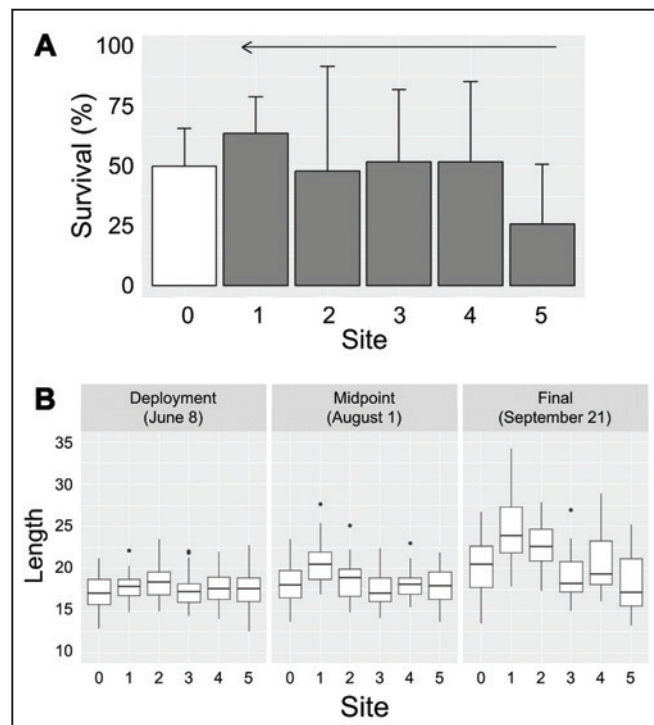 A
Survival (%)
100
75
50
25
0
0 1 2 3 4 5
Site
B
Deployment
(June 8)
Midpoint
(August 1)
Final
(September 21)
Length
35
30
25
20
15
10
0 1 2 3 4 5 0 1 2 3 4 5 0 1 2 3 4 5
Site